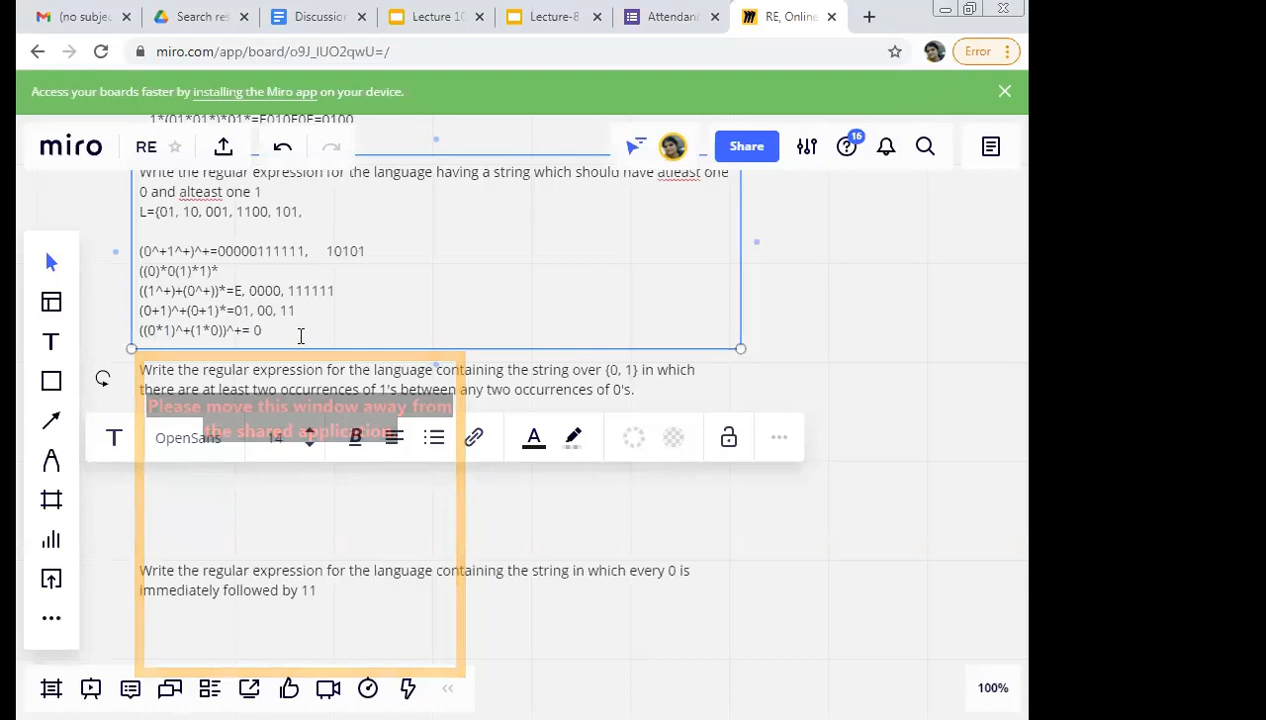 (no subje
Search res
Discussion
Lecture 10
Lecture-8
Attendanc
RE, Online
miro.com/app/board/o9J_lUO2qwU=/
Error
Access your boards faster by installing the Miro app on your device.
1*(01*01*)*01*=E010E0E=0100
miro
RE
Share
16
Write the regular expression for the language having a string which should have atleast one
0 and alteast one 1
L={01, 10, 001, 1100, 101,
(0^+1^+)^+=00000111111, 10101
((0)*0(1)*1)*
((1^+)+(0^+))*=E, 0000, 111111
(0+1)^+(0+1)*=01, 00, 11
((0*1)^+(1*0))^+= 0
Write the regular expression for the language containing the string over {0, 1} in which
there are at least two occurrences of 1's between any two occurrences of 0's.
Please move this window away from
the shared application.
OpenSans
14
B
A
Write the regular expression for the language containing the string in which every 0 is
immediately followed by 11
100%